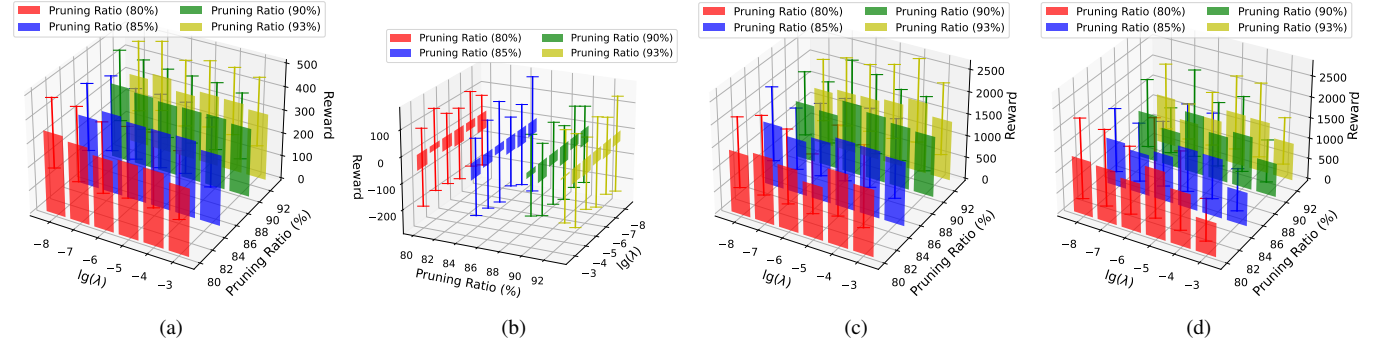 Pruning Ratio (80%) Pruning Ratio (90%)
Pruning Ratio (85%) Pruning Ratio (93%)
500
400
300
200
100
0
Reward
−8 −7 −6 −5 −4 −3
lg(λ)
80 82 84 86 88 90 92
Pruning Ratio (%)
(a)
Pruning Ratio (80%) Pruning Ratio (90%)
Pruning Ratio (85%) Pruning Ratio (93%)
100
0
−100
−200
Reward
80 82 84 86 88 90 92
Pruning Ratio (%)
−8
−7
−6
−5
−4
−3
lg(λ)
(b)
Pruning Ratio (80%) Pruning Ratio (90%)
Pruning Ratio (85%) Pruning Ratio (93%)
2500
2000
1500
1000
500
0
Reward
−8 −7 −6 −5 −4 −3
lg(λ)
80 82 84 86 88 90 92
Pruning Ratio (%)
(c)
Pruning Ratio (80%) Pruning Ratio (90%)
Pruning Ratio (85%) Pruning Ratio (93%)
2500
2000
1500
1000
500
0
Reward
−8 −7 −6 −5 −4 −3
lg(λ)
80 82 84 86 88 90 92
Pruning Ratio (%)
(d)